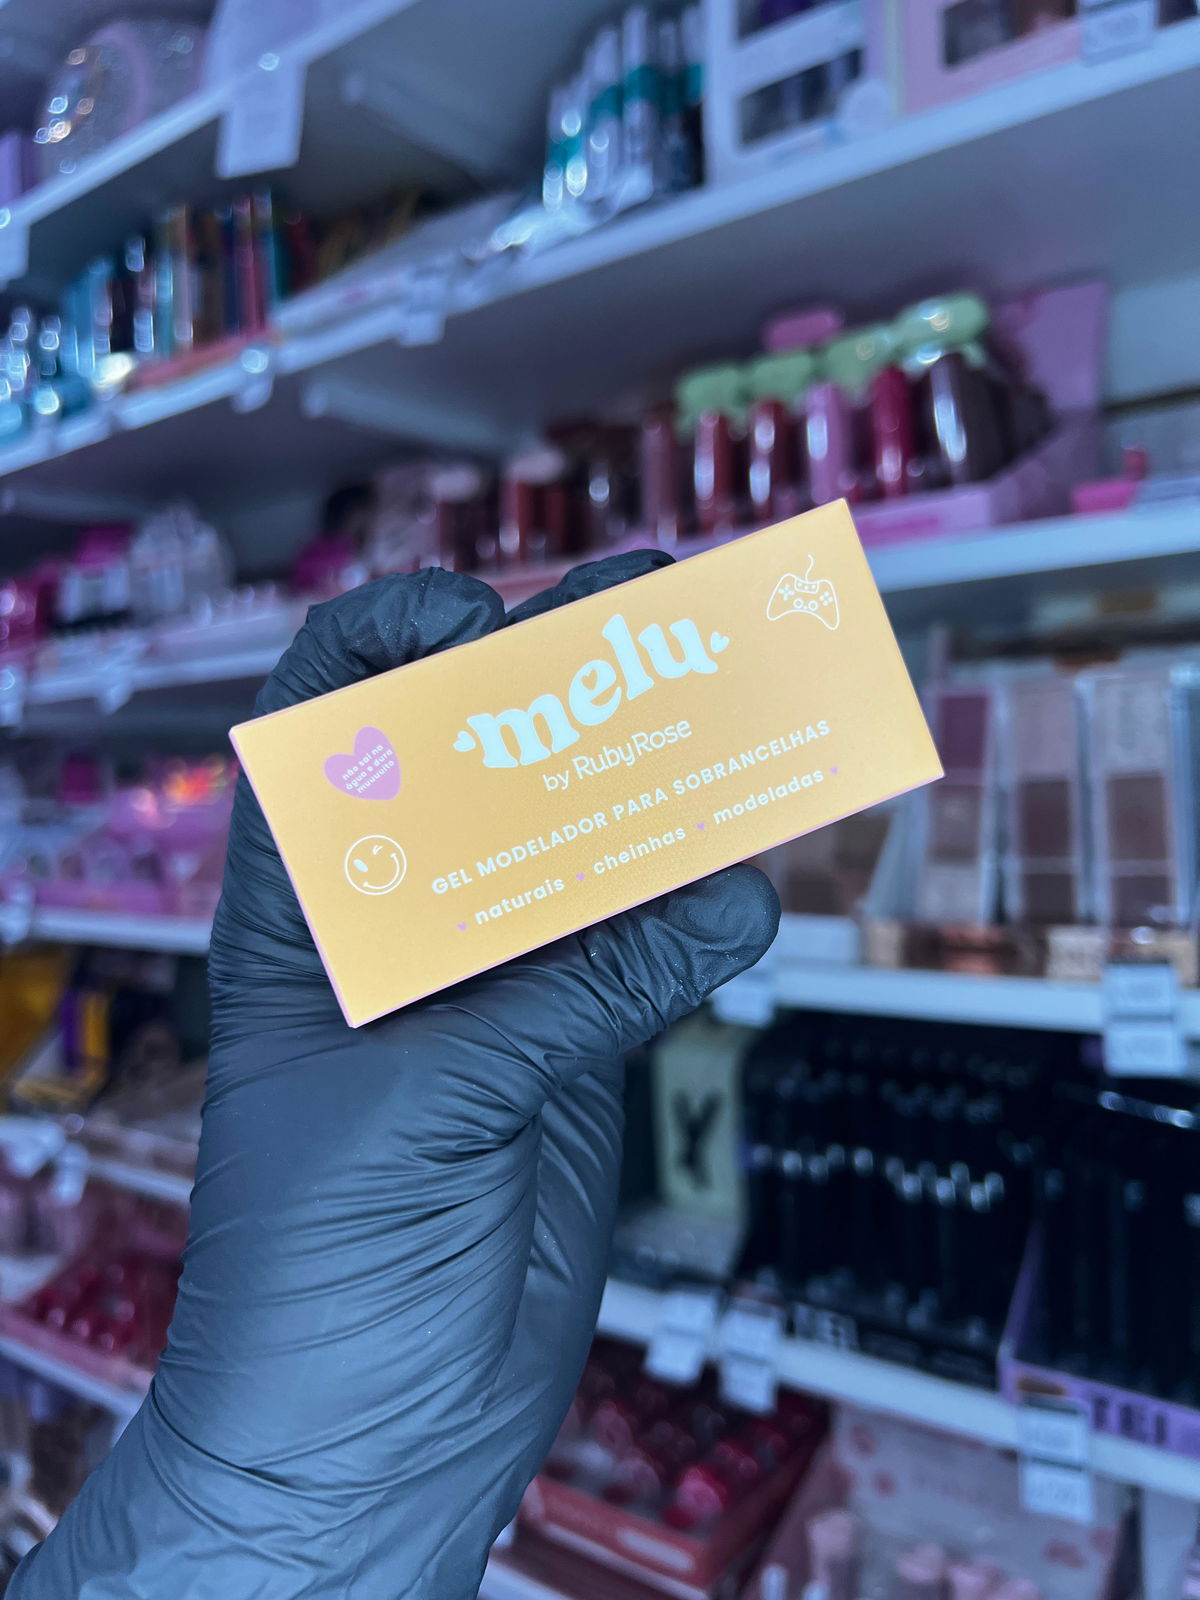 melu
by RubyRose
GEL MODELADOR PARA SOBRANCELHAS
naturais cheinhas modeladas
não sai na
água e dura
muuuuito